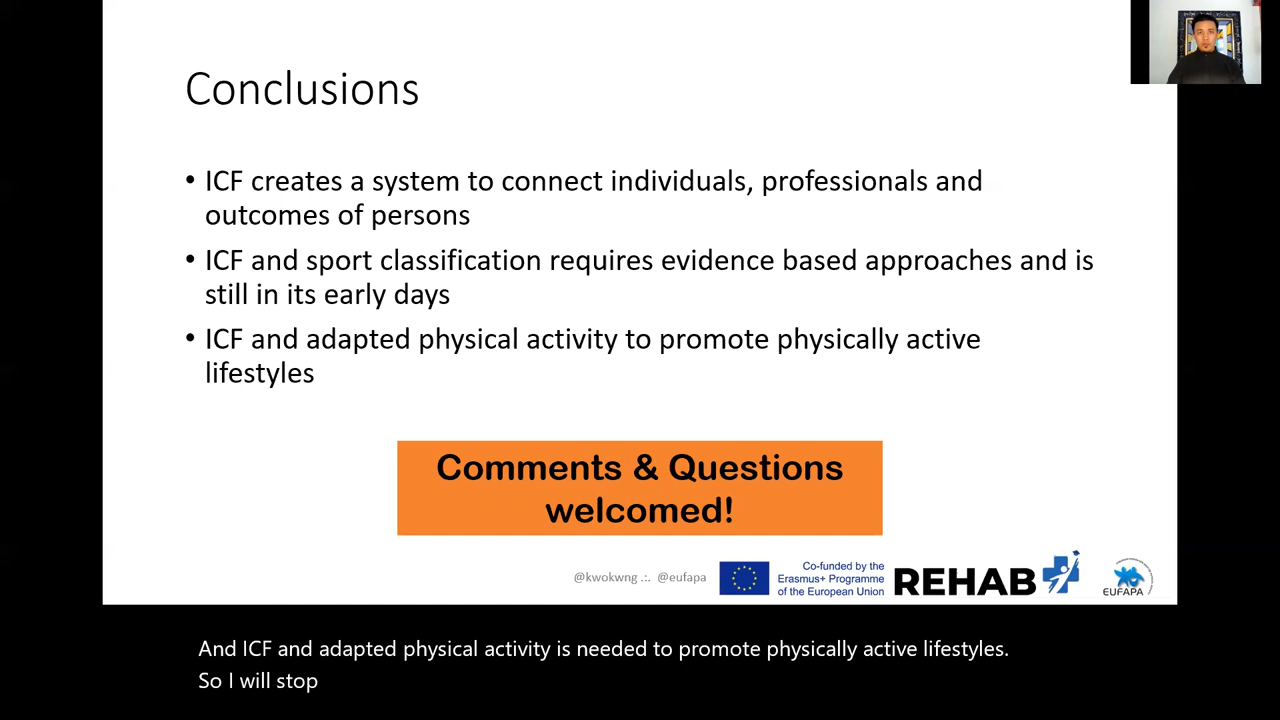 Conclusions
• ICF creates a system to connect individuals, professionals and
outcomes of persons
• ICF and sport classification requires evidence based approaches and is
still in its early days
• ICF and adapted physical activity to promote physically active
lifestyles
Comments & Questions
welcomed!
@kwokwng .:. @eufapa
Co-funded by the
Erasmus+ Programme
of the European Union
REHAB
EUFAPA
And ICF and adapted physical activity is needed to promote physically active lifestyles.
So I will stop